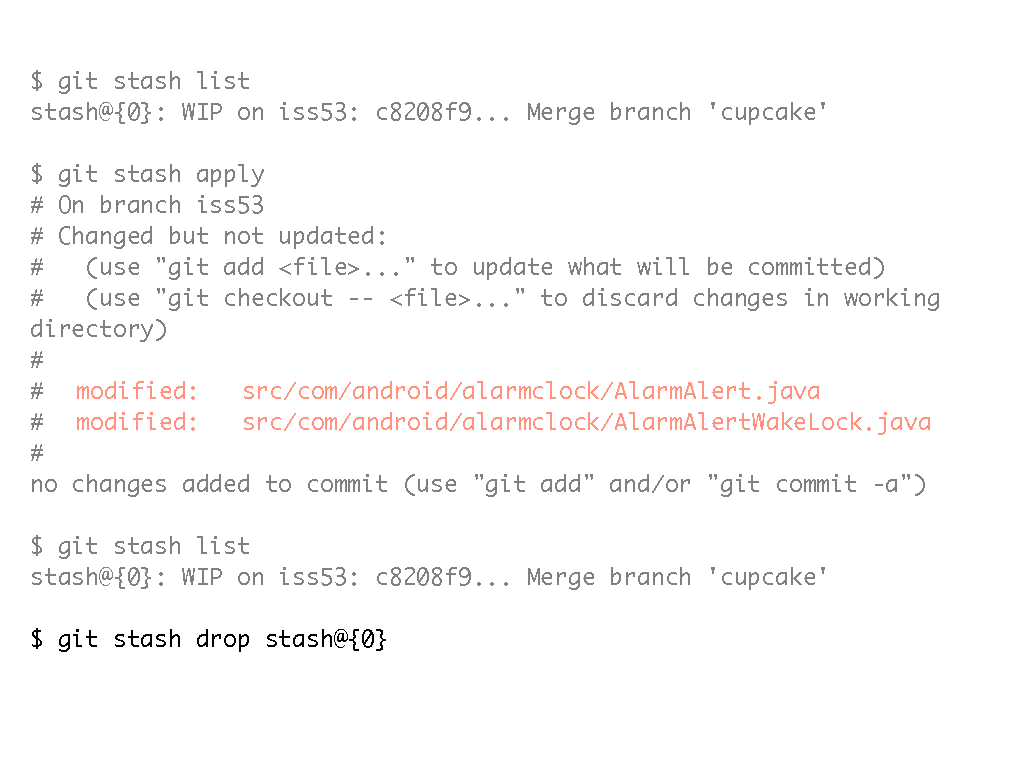 $ git stash list
stash@{0}: WIP on iss53: c8208f9... Merge branch 'cupcake'
$ git stash apply
# On branch iss53
# Changed but not updated:
#   (use "git add <file>..." to update what will be committed)
#   (use "git checkout -- <file>..." to discard changes in working
directory)
#
#  modified:   src/com/android/alarmclock/AlarmAlert.java
#  modified:   src/com/android/alarmclock/AlarmAlertWakeLock.java
#
no changes added to commit (use "git add" and/or "git commit -a")
$ git stash list
stash@{0}: WIP on iss53: c8208f9... Merge branch 'cupcake'
$ git stash drop stash@{0}